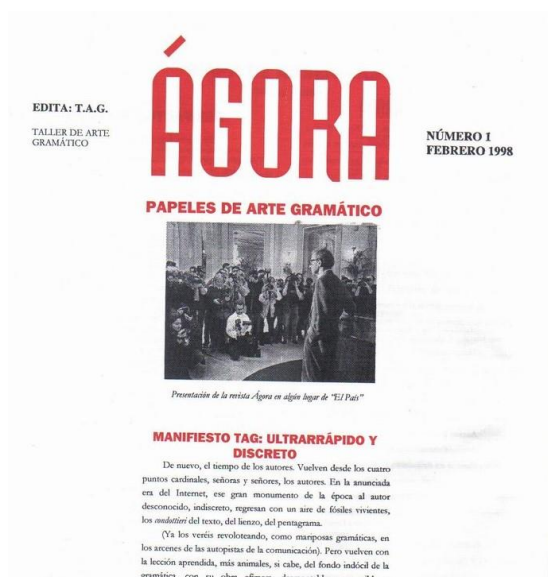 ÁGORA
EDITA: T.A.G.
TALLER DE ARTE
GRAMÁTICO
NÚMERO 1
FEBRERO 1998
PAPELES DE ARTE GRAMÁTICO
Presentación de la revista Ágora en algún lugar de "El País"
MANIFIESTO TAG: ULTRARRÁPIDO Y
DISCRETO
De nuevo, el tiempo de los autores. Vuelven desde los cuatro
puntos cardinales, señoras y señores, los autores. En la anunciada
era del Internet, ese gran monumento de la época al autor
desconocido, indiscreto, regresan con un aire de fósiles vivientes,
los condottieri del texto, del lienzo, del pentagrama.
(Ya los veréis revoloteando, como mariposas gramáticas, en
los arcenes de las autopistas de la comunicación). Pero vuelven con
la lección aprendida, más animales, si cabe, del fondo indócil de la
gramática, con su obra efímera,